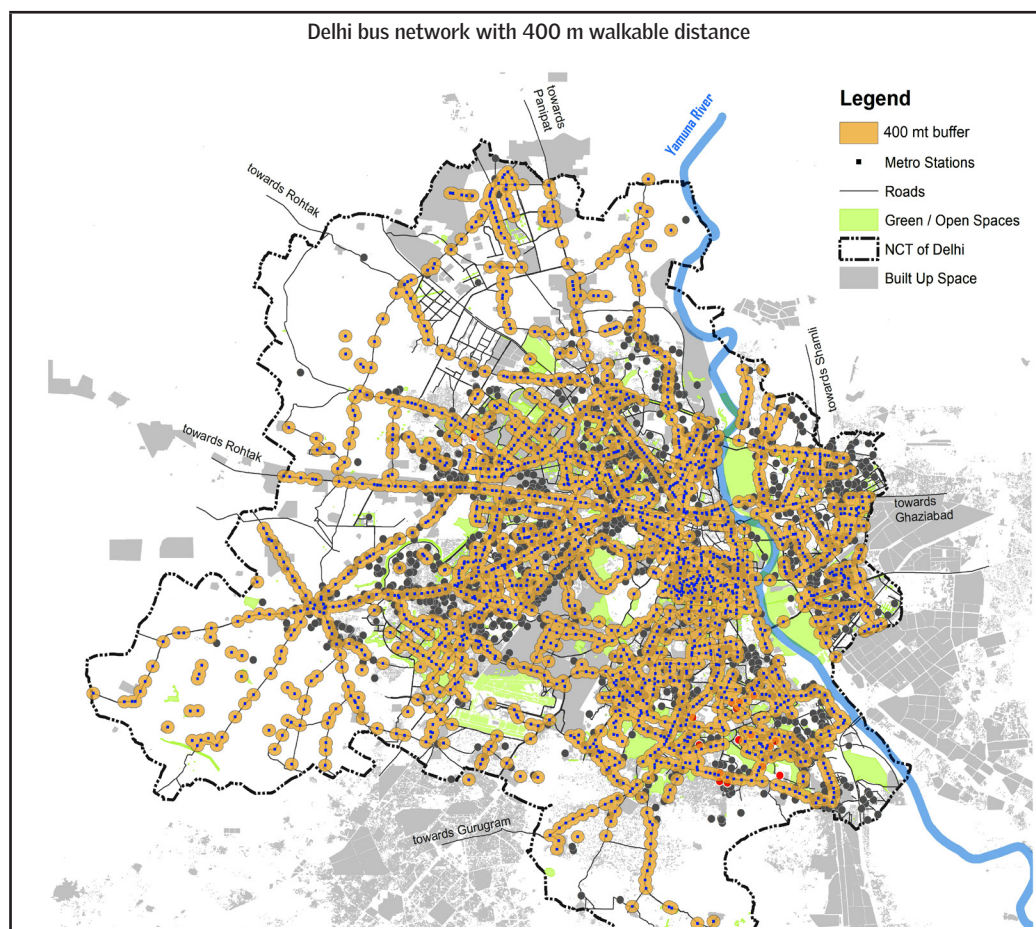 Delhi bus network with 400 m walkable distance
towards
Panipat
Yamuna River
Legend
400 mt buffer
Metro Stations
Roads
Green / Open Spaces
NCT of Delhi
Built Up Space
towards Rohtak
towards Shamli
towards Rohtak
towards
Ghaziabad
towards Gurugram